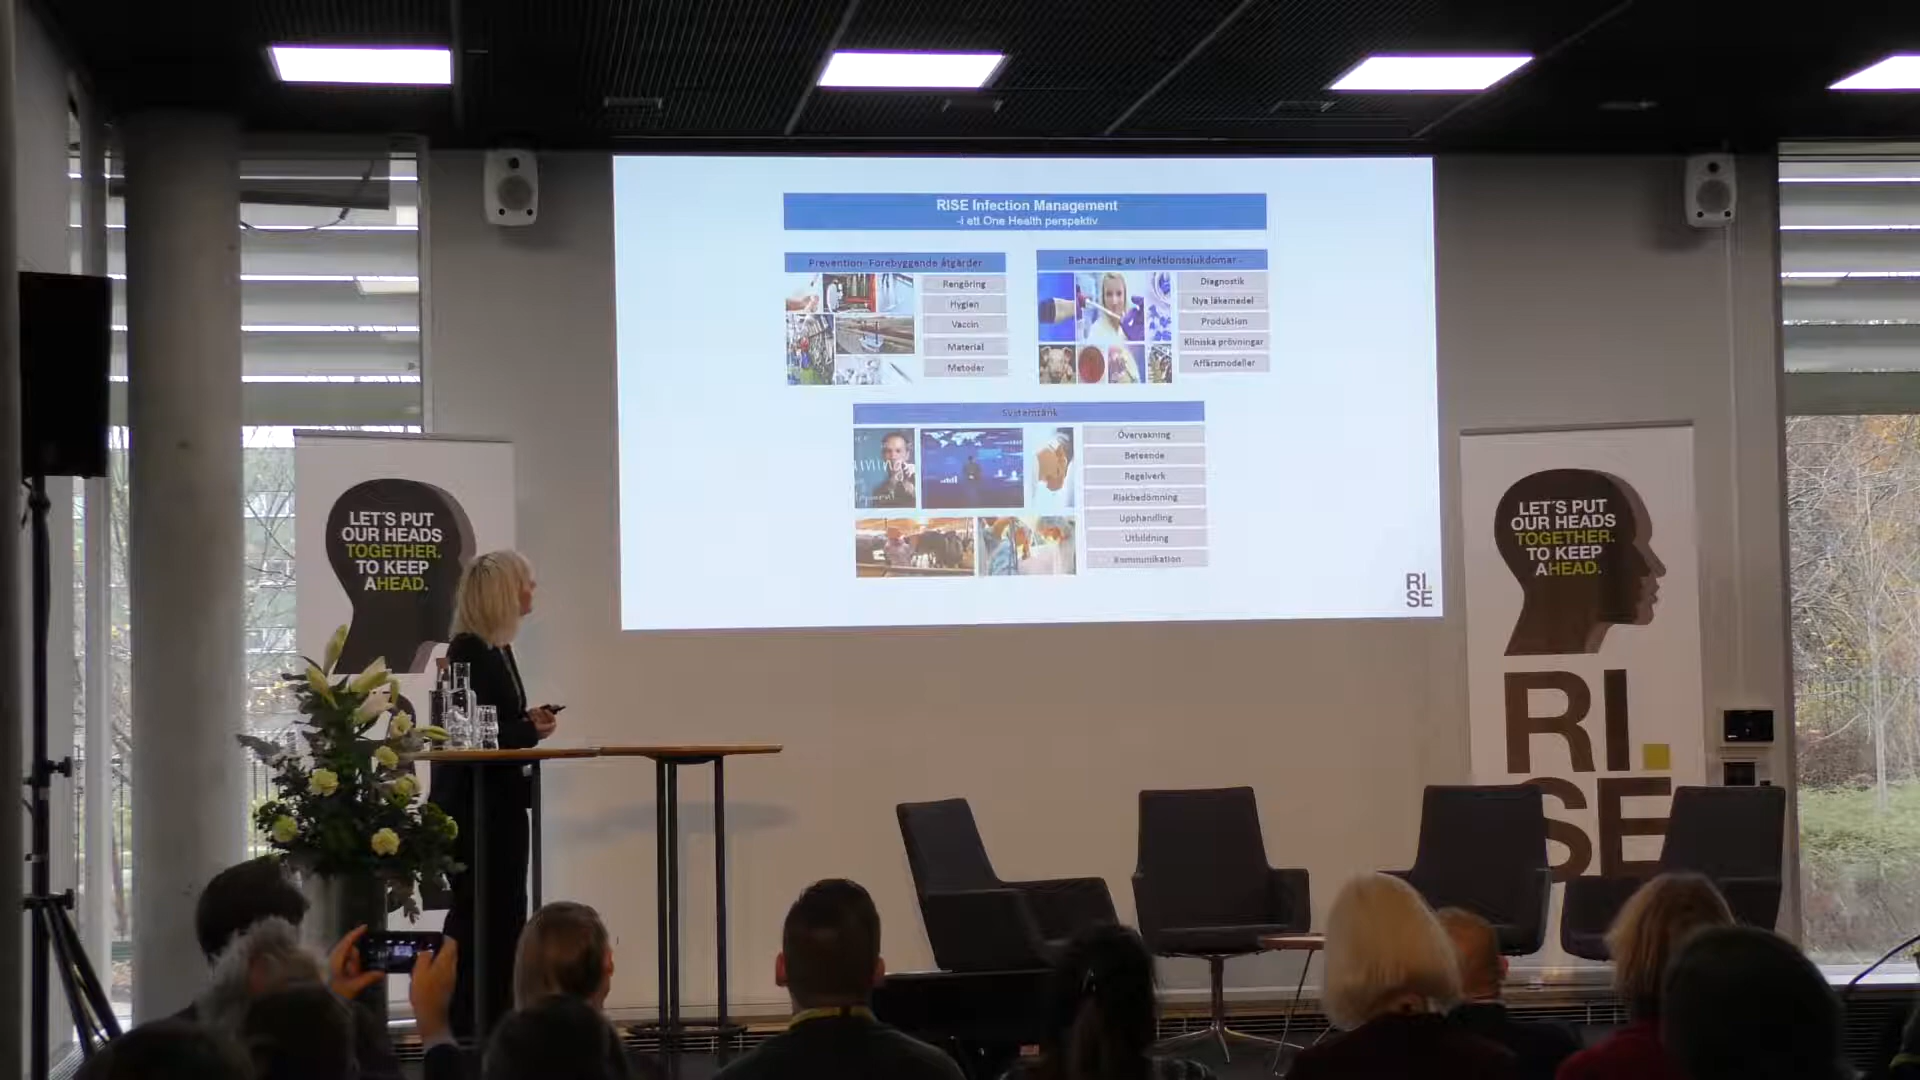 RISE Infection Management
-i ett One Health perspektiv
Prevention- Förebyggande åtgärder
Rengöring
Hygien
Vaccin
Material
Metoder
Behandling av infektionssjukdomar -
Diagnostik
Nya läkemedel
Produktion
Kliniska prövningar
Affärsmodeller
Systemtänk
Övervakning
Beteende
Regelverk
Riskbedömning
Upphandling
Utbildning
Kommunikation
RI.
SE
LET'S PUT
OUR HEADS
TOGETHER.
TO KEEP
AHEAD.
LET'S PUT
OUR HEADS
TOGETHER.
TO KEEP
AHEAD.
RI.
SE